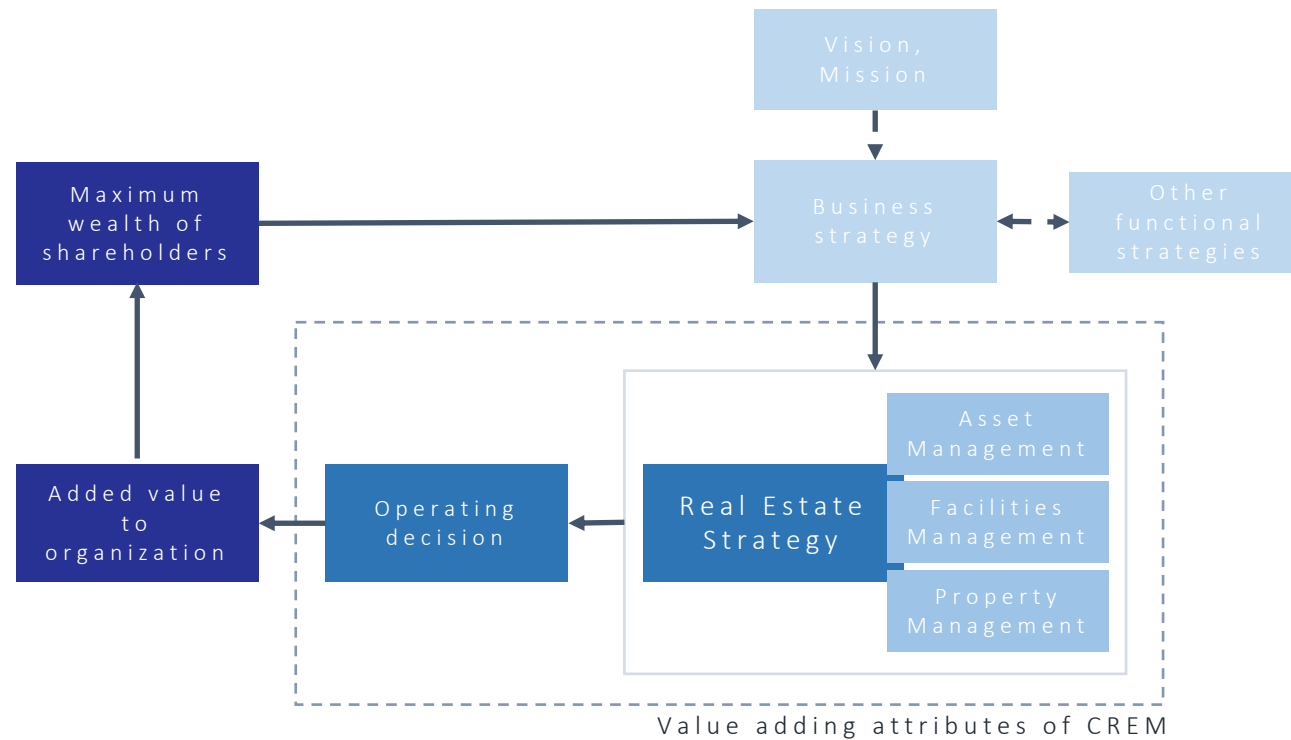 Vision,
Mission
Maximum
wealth of
shareholders
Business
strategy
Other
functional
strategies
Asset
Management
Added value
to
organization
Operating
decision
Real Estate
Strategy
Facilities
Management
Property
Management
Value adding attributes of CREM